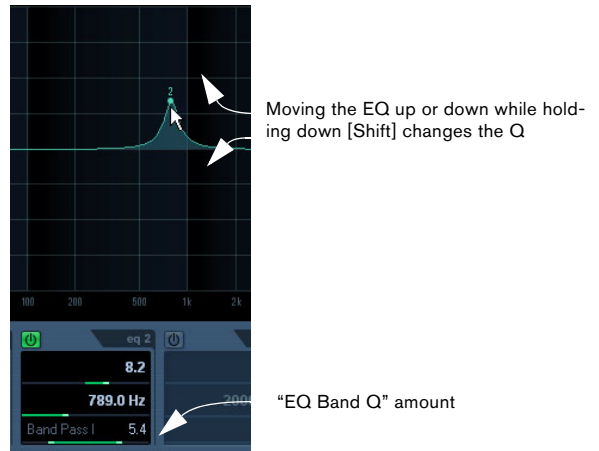 2
Moving the EQ up or down while hold-
ing down [Shift] changes the Q
100 200 500 1k 2k
eq 2
8.2
789.0 Hz
Band Pass I 5.4
"EQ Band Q" amount